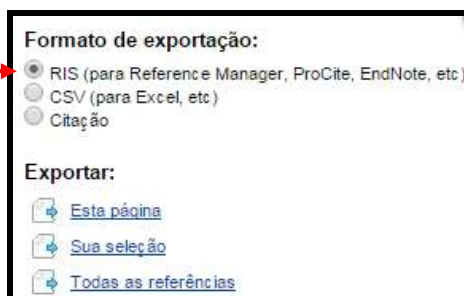 Formato de exportação:
RIS (para Reference Manager, ProCite, EndNote, etc)
CSV (para Excel, etc)
Citação
Exportar:
Esta página
Sua seleção
Todas as referências